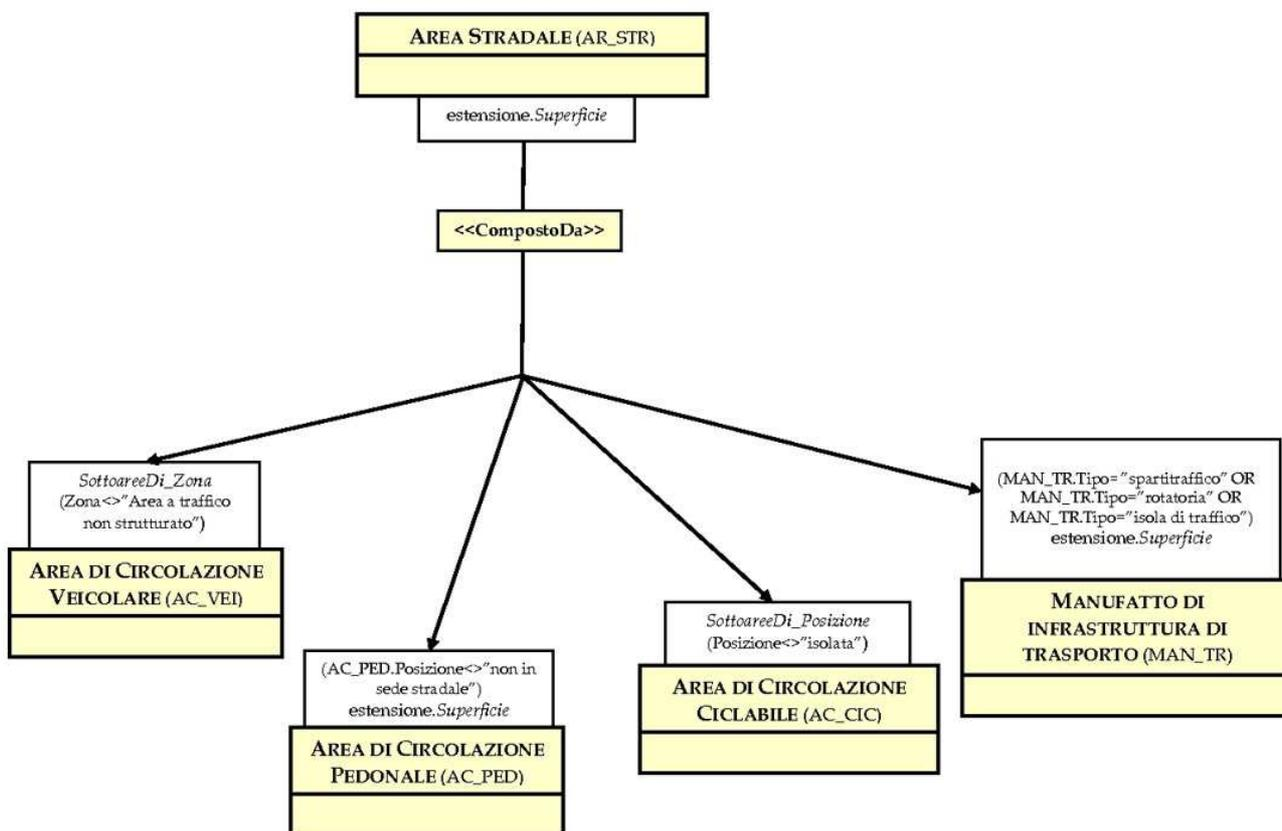 AREA STRADALE (AR_STR)
estensione.Superficie
<<CompostoDa>>
SottoareeDi_Zona
(Zona<>"Area a traffico
non strutturato")
AREA DI CIRCOLAZIONE
VEICOLARE (AC_VEI)
(AC_PED.Posizione<>"non in
sede stradale")
estensione.Superficie
AREA DI CIRCOLAZIONE
PEDONALE (AC_PED)
SottoareeDi_Posizione
(Posizione<>"isolata")
AREA DI CIRCOLAZIONE
CICLABILE (AC_CIC)
(MAN_TR.Tipo="spartitraffico" OR
MAN_TR.Tipo="rotatoria" OR
MAN_TR.Tipo="isola di traffico")
estensione.Superficie
MANUFATTO DI
INFRASTRUTTURA DI
TRASPORTO (MAN_TR)